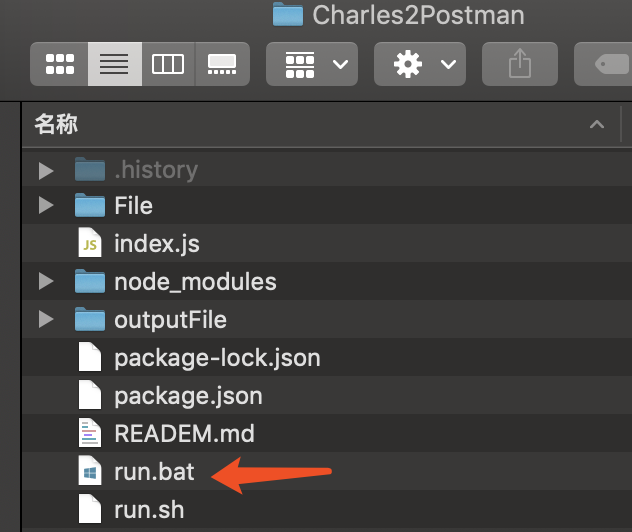 Charles2Postman
名称
.history
File
JS
index.js
node_modules
outputFile
package-lock.json
package.json
READEM.md
run.bat
run.sh